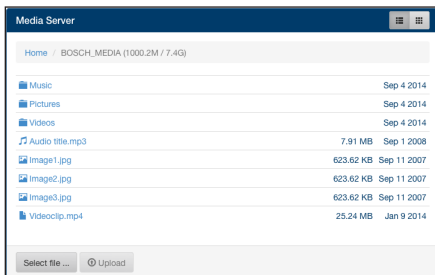 Media Server
Home / BOSCH_MEDIA (1000.2M / 7.4G)
Music Sep 4 2014
Pictures Sep 4 2014
Videos Sep 4 2014
Audio title.mp3 7.91 MB Sep 1 2008
Image1.jpg 623.62 KB Sep 11 2007
Image2.jpg 623.62 KB Sep 11 2007
Image3.jpg 623.62 KB Sep 11 2007
Videoclip.mp4 25.24 MB Jan 9 2014
Select file ... Upload